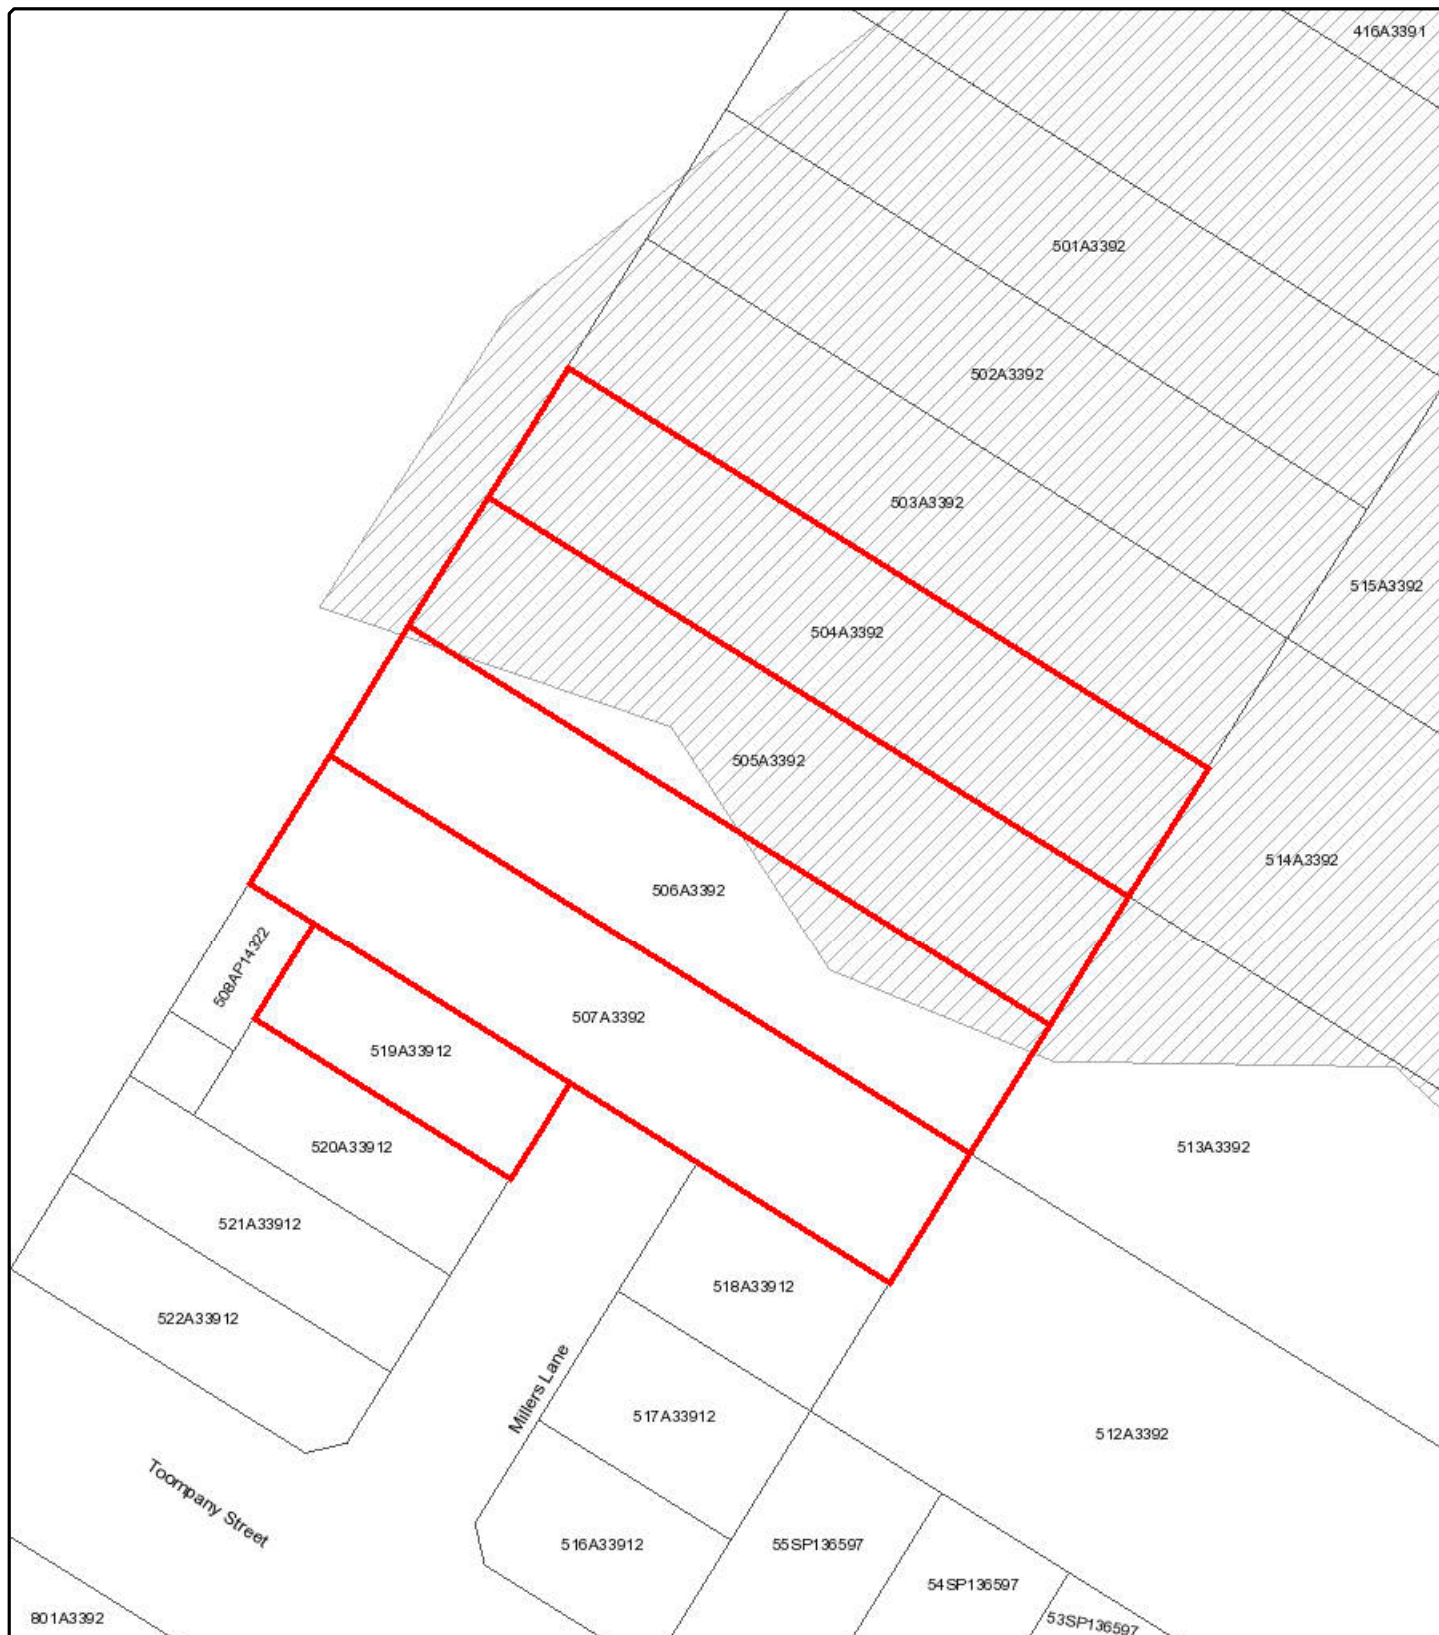 416A3391
501A3392
502A3392
503A3392
515A3392
504A3392
505A3392
514A3392
506A3392
508AP14322
507A3392
519A33912
520A33912
513A3392
521A33912
518A33912
522A33912
Millers Lane
517A33912
512A3392
Toompany Street
516A33912
55SP136597
54SP136597
801A3392
53SP136597